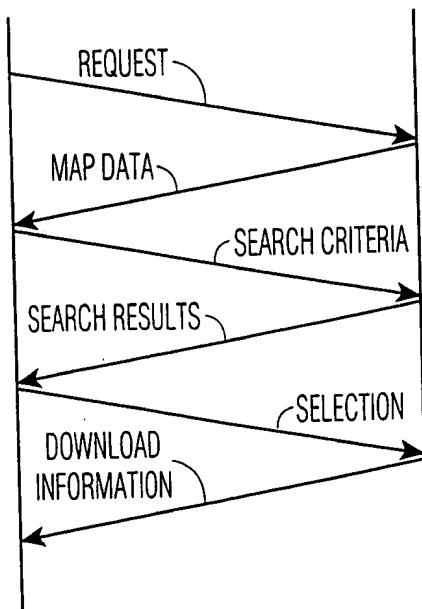 REQUEST
MAP DATA
SEARCH CRITERIA
SEARCH RESULTS
SELECTION
DOWNLOAD
INFORMATION